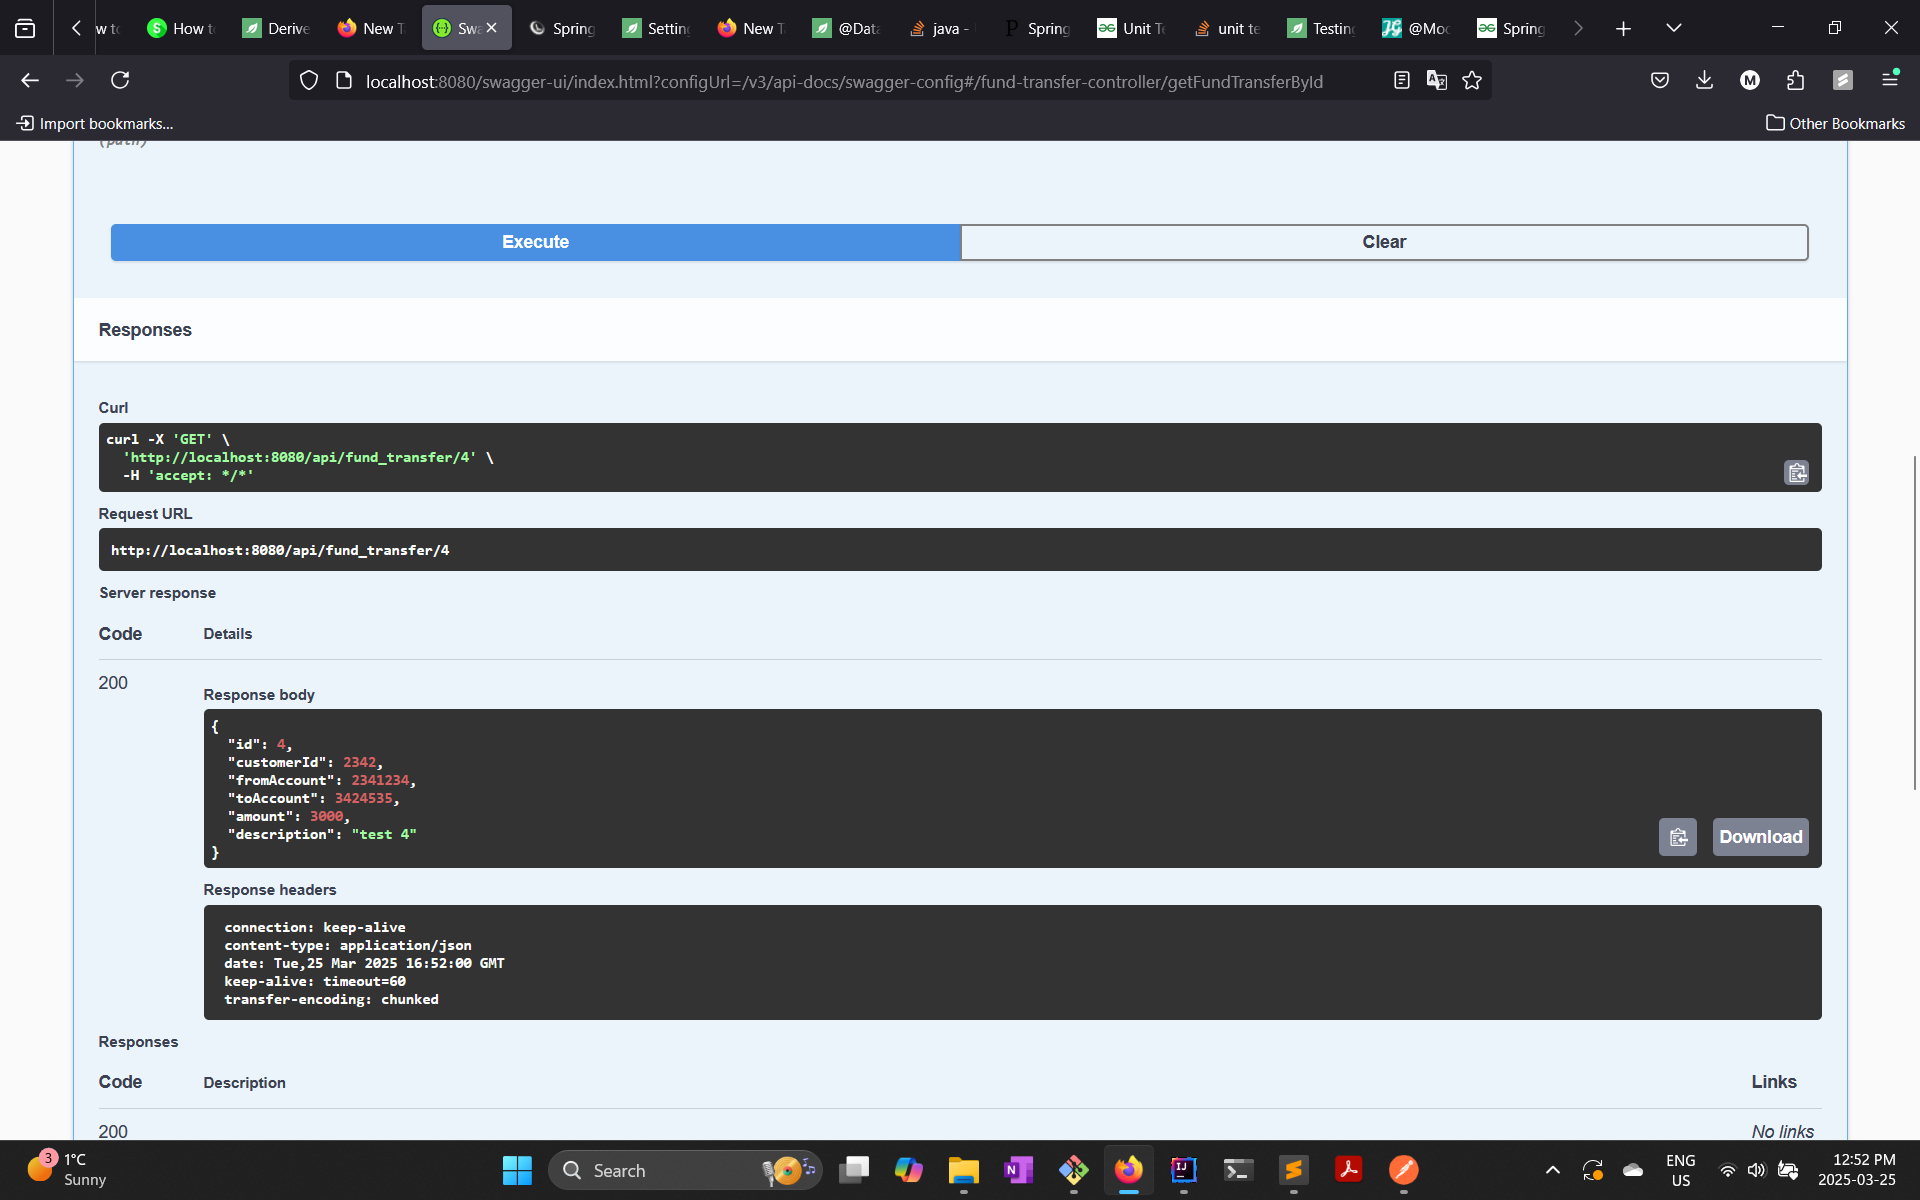 w to
How to
Derive
New T
Swa
Spring
Setting
New Ta
@Data
java -
Spring
Unit Te
unit te
Testing
@Moc
Spring
localhost:8080/swagger-ui/index.html?configUrl=/v3/api-docs/swagger-config#/fund-transfer-controller/getFundTransferById
Import bookmarks...
Other Bookmarks
(path)
Execute
Clear
Responses
Curl
curl -X 'GET' \
'http://localhost:8080/api/fund_transfer/4' \
-H 'accept: */*'
Request URL
http://localhost:8080/api/fund_transfer/4
Server response
Code Details
200
Response body
{
"id": 4,
"customerId": 2342,
"fromAccount": 2341234,
"toAccount": 3424535,
"amount": 3000,
"description": "test 4"
}
Download
Response headers
connection: keep-alive
content-type: application/json
date: Tue,25 Mar 2025 16:52:00 GMT
keep-alive: timeout=60
transfer-encoding: chunked
Responses
Code Description Links
200 No links
3
1°C
Sunny
Search
ENG
US
12:52 PM
2025-03-25